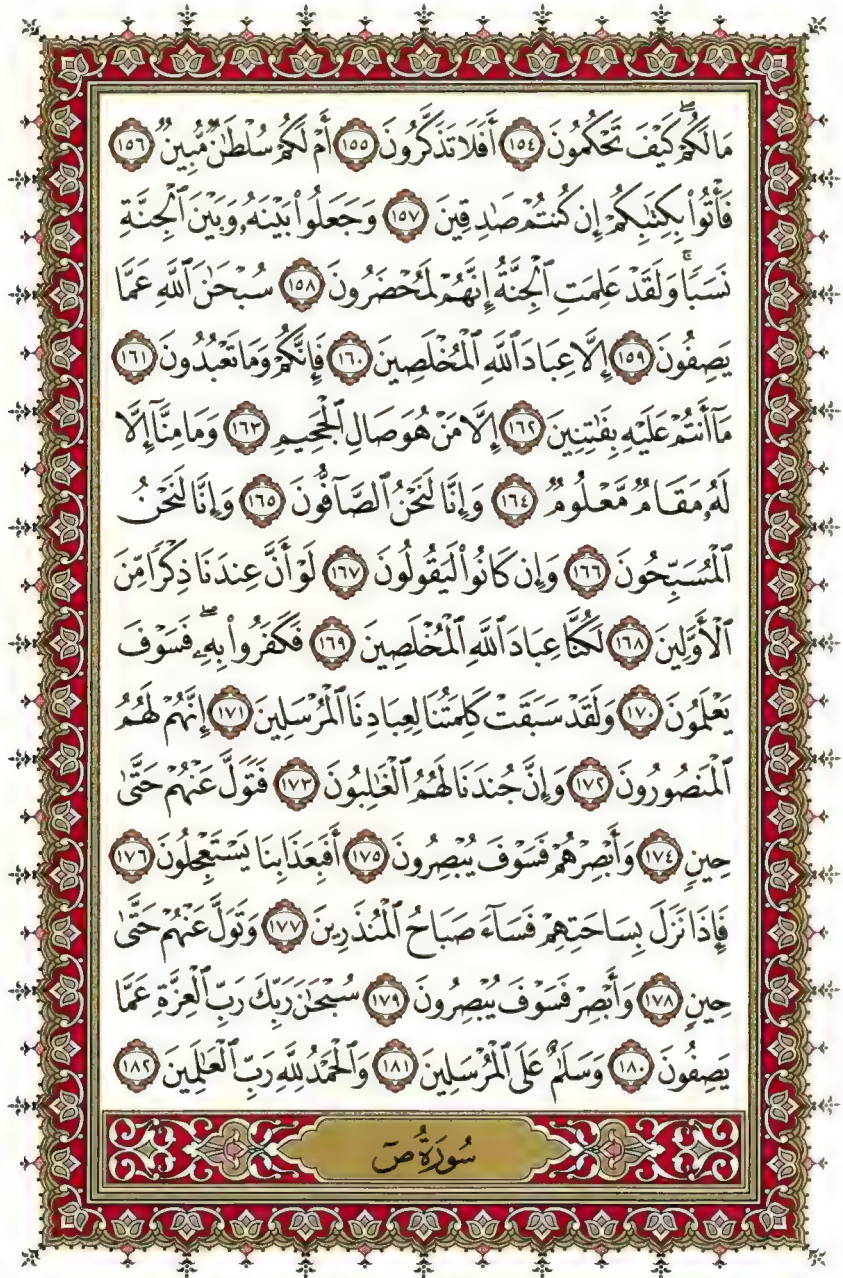 مَا لَكُمْ كَيْفَ تَحْكُمُونَ ١٥٤ أَفَلَا تَذَكَّرُونَ ١٥٥ أَمْ لَكُمْ سُلْطَٰنٌ مُّبِينٌ ١٥٦
فَأْتُوا۟ بِكِتَٰبِكُمْ إِن كُنتُمْ صَٰدِقِينَ ١٥٧ وَجَعَلُوا۟ بَيْنَهُۥ وَبَيْنَ ٱلْجِنَّةِ
نَسَبًا ۚ وَلَقَدْ عَلِمَتِ ٱلْجِنَّةُ إِنَّهُمْ لَمُحْضَرُونَ ١٥٨ سُبْحَٰنَ ٱللَّهِ عَمَّا
يَصِفُونَ ١٥٩ إِلَّا عِبَادَ ٱللَّهِ ٱلْمُخْلَصِينَ ١٦٠ فَإِنَّكُمْ وَمَا تَعْبُدُونَ ١٦١
مَآ أَنتُمْ عَلَيْهِ بِفَٰتِنِينَ ١٦٢ إِلَّا مَنْ هُوَ صَالِ ٱلْجَحِيمِ ١٦٣ وَمَا مِنَّآ إِلَّا
لَهُۥ مَقَامٌ مَّعْلُومٌ ١٦٤ وَإِنَّا لَنَحْنُ ٱلصَّآفُّونَ ١٦٥ وَإِنَّا لَنَحْنُ
ٱلْمُسَبِّحُونَ ١٦٦ وَإِن كَانُوا۟ لَيَقُولُونَ ١٦٧ لَوْ أَنَّ عِندَنَا ذِكْرًا مِّنَ
ٱلْأَوَّلِينَ ١٦٨ لَكُنَّا عِبَادَ ٱللَّهِ ٱلْمُخْلَصِينَ ١٦٩ فَكَفَرُوا۟ بِهِۦ ۖ فَسَوْفَ
يَعْلَمُونَ ١٧٠ وَلَقَدْ سَبَقَتْ كَلِمَتُنَا لِعِبَادِنَا ٱلْمُرْسَلِينَ ١٧١ إِنَّهُمْ لَهُمُ
ٱلْمَنصُورُونَ ١٧٢ وَإِنَّ جُندَنَا لَهُمُ ٱلْغَٰلِبُونَ ١٧٣ فَتَوَلَّ عَنْهُمْ حَتَّىٰ
حِينٍ ١٧٤ وَأَبْصِرْهُمْ فَسَوْفَ يُبْصِرُونَ ١٧٥ أَفَبِعَذَابِنَا يَسْتَعْجِلُونَ ١٧٦
فَإِذَا نَزَلَ بِسَاحَتِهِمْ فَسَآءَ صَبَاحُ ٱلْمُنذَرِينَ ١٧٧ وَتَوَلَّ عَنْهُمْ حَتَّىٰ
حِينٍ ١٧٨ وَأَبْصِرْ فَسَوْفَ يُبْصِرُونَ ١٧٩ سُبْحَٰنَ رَبِّكَ رَبِّ ٱلْعِزَّةِ عَمَّا
يَصِفُونَ ١٨٠ وَسَلَٰمٌ عَلَى ٱلْمُرْسَلِينَ ١٨١ وَٱلْحَمْدُ لِلَّهِ رَبِّ ٱلْعَٰلَمِينَ ١٨٢
سُورَةُ صٓ